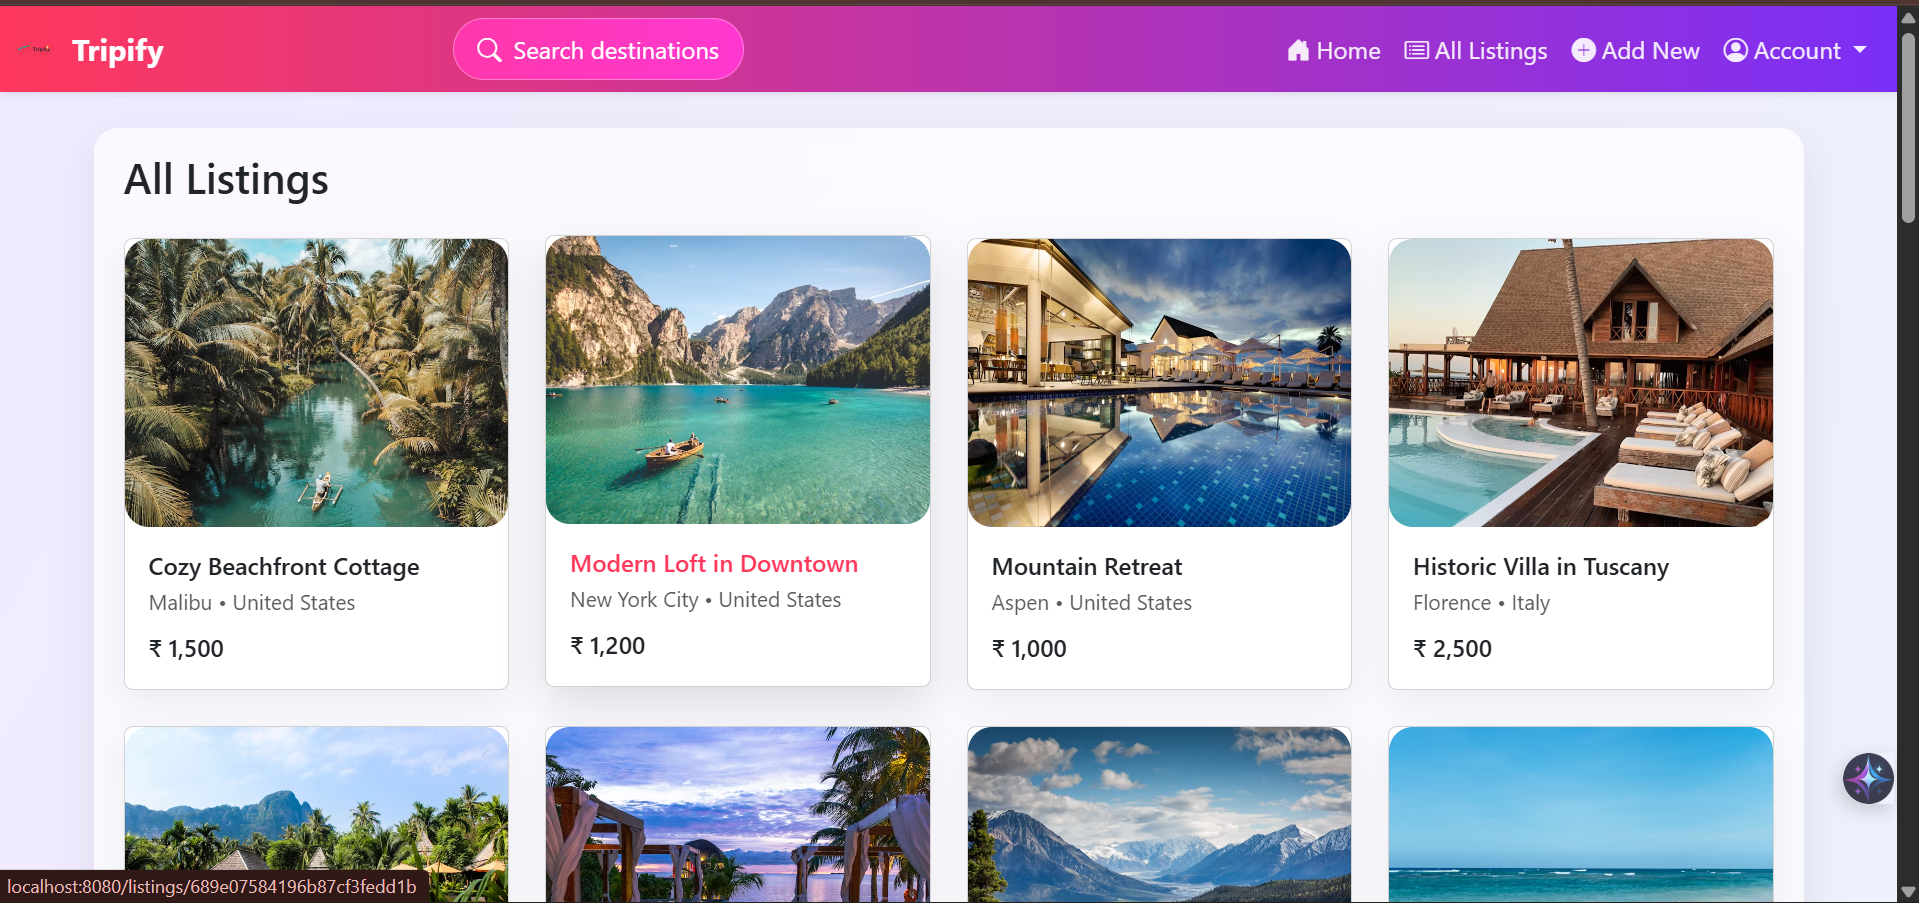 Tripify
Search destinations
Home
All Listings
Add New
Account
All Listings
Cozy Beachfront Cottage
Malibu • United States
₹ 1,500
Modern Loft in Downtown
New York City • United States
₹ 1,200
Mountain Retreat
Aspen • United States
₹ 1,000
Historic Villa in Tuscany
Florence • Italy
₹ 2,500
localhost:8080/listings/689e07584196b87cf3fedd1b